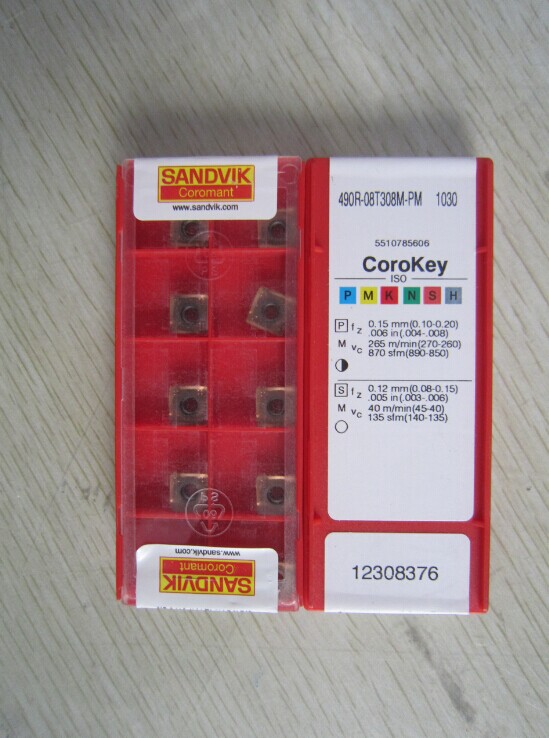 SANDVIK
Coromant
www.sandvik.com
www.sandvik.com
Coromant
SANDVIK
490R-08T308M-PM 1030
5510785606
CoroKey
ISO
P M K N S H
P fz 0.15 mm(0.10-0.20)
.006 in(.004-.008)
M vc 265 m/min(270-260)
870 sfm(890-850)
S fz 0.12 mm(0.08-0.15)
.005 in(.003-.006)
M vc 40 m/min(45-40)
135 sfm(140-135)
12308376